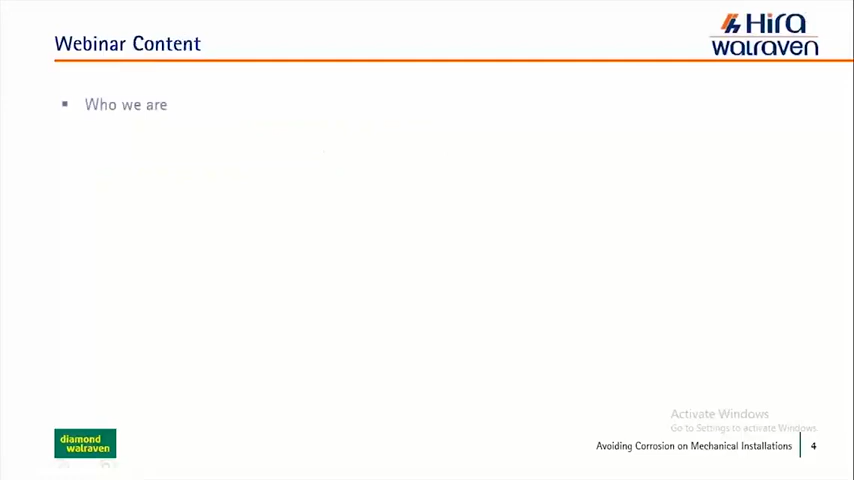 Webinar Content
Hira
walraven
▪ Who we are
Activate Windows
Go to Settings to activate Windows.
diamond
walraven
Avoiding Corrosion on Mechanical Installations
4